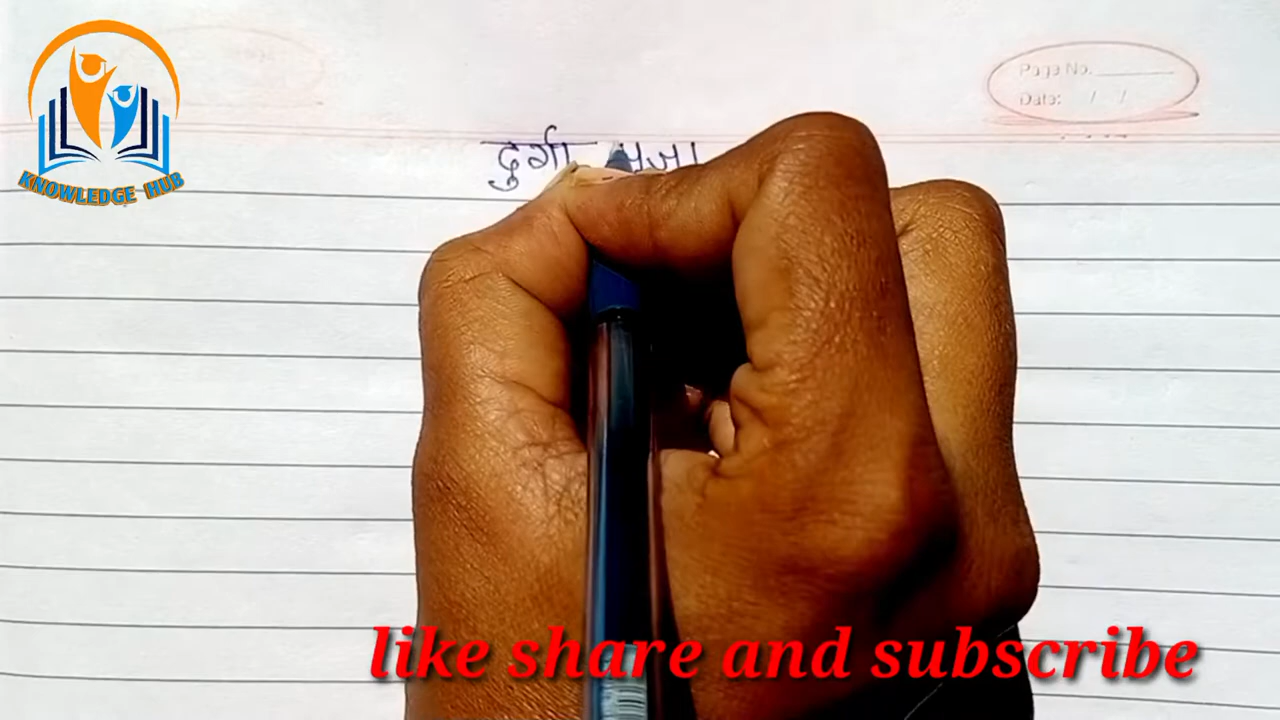 KNOWLEDGE HUB
Page No.
Date: / /
दुर्गा पूजा
like share and subscribe